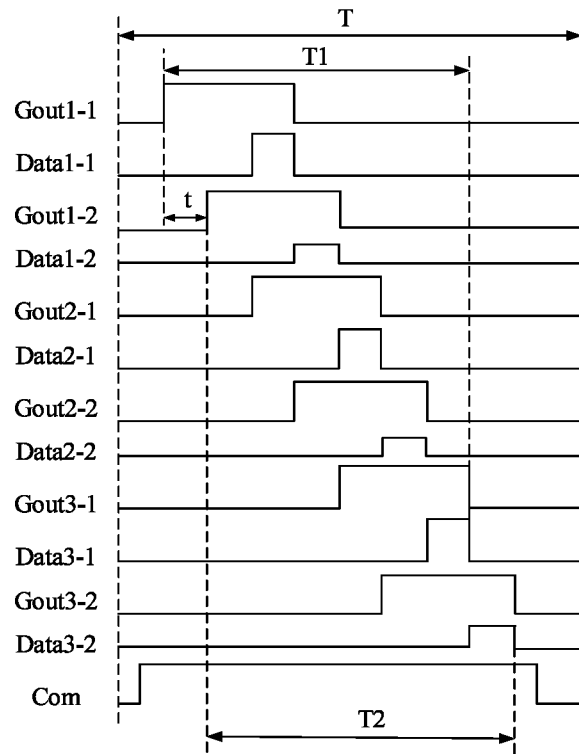 T
T1
Gout1-1
Data1-1
t
Gout1-2
Data1-2
Gout2-1
Data2-1
Gout2-2
Data2-2
Gout3-1
Data3-1
Gout3-2
Data3-2
Com
T2